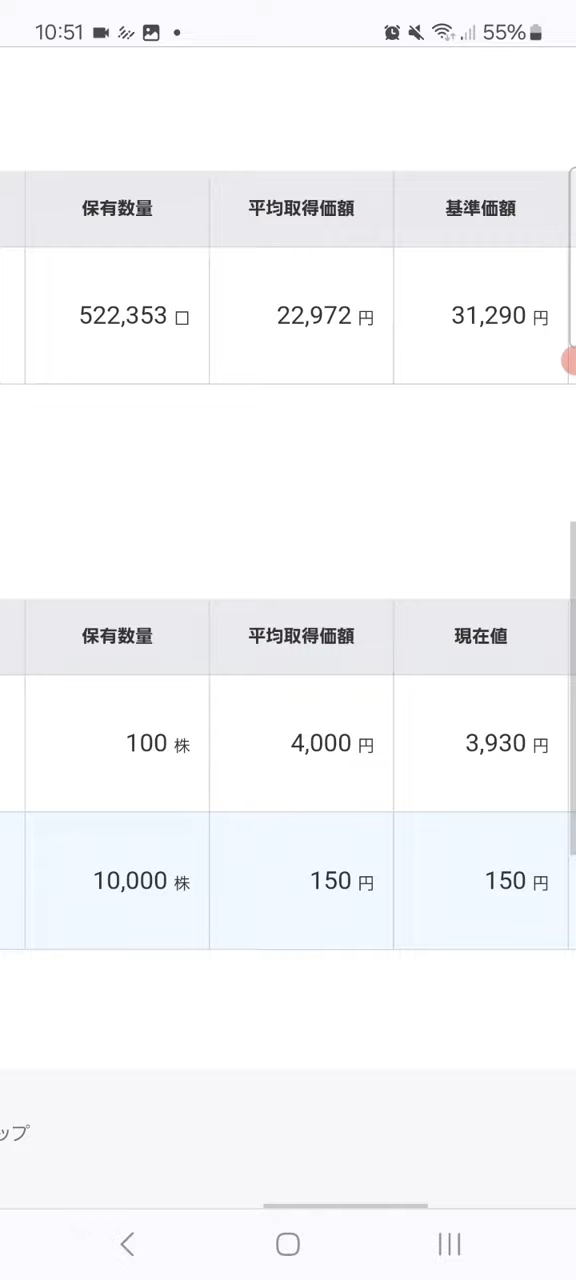 10:51 55%
保有数量 平均取得価額 基準価額
522,353 口 22,972 円 31,290 円
保有数量 平均取得価額 現在値
100 株 4,000 円 3,930 円
10,000 株 150 円 150 円
ップ